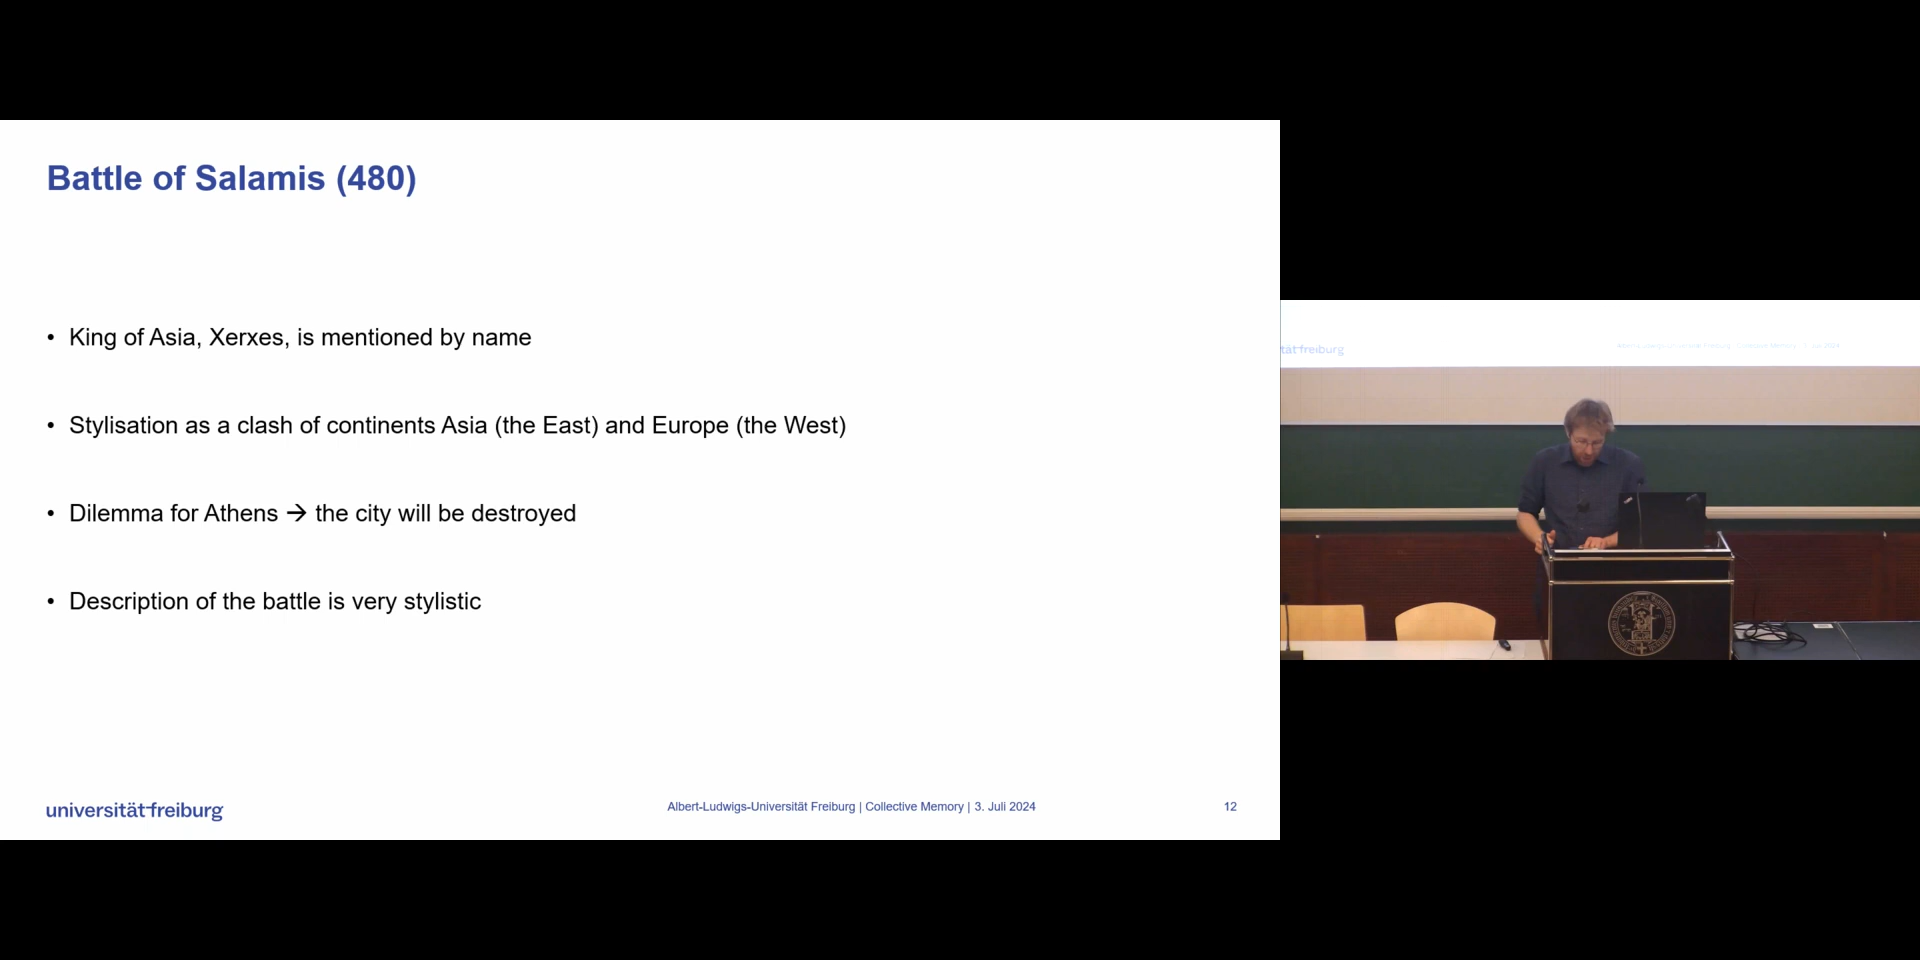 Battle of Salamis (480)
• King of Asia, Xerxes, is mentioned by name
• Stylisation as a clash of continents Asia (the East) and Europe (the West)
• Dilemma for Athens → the city will be destroyed
• Description of the battle is very stylistic
universität freiburg
Albert-Ludwigs-Universität Freiburg | Collective Memory | 3. Juli 2024
12
tät freiburg